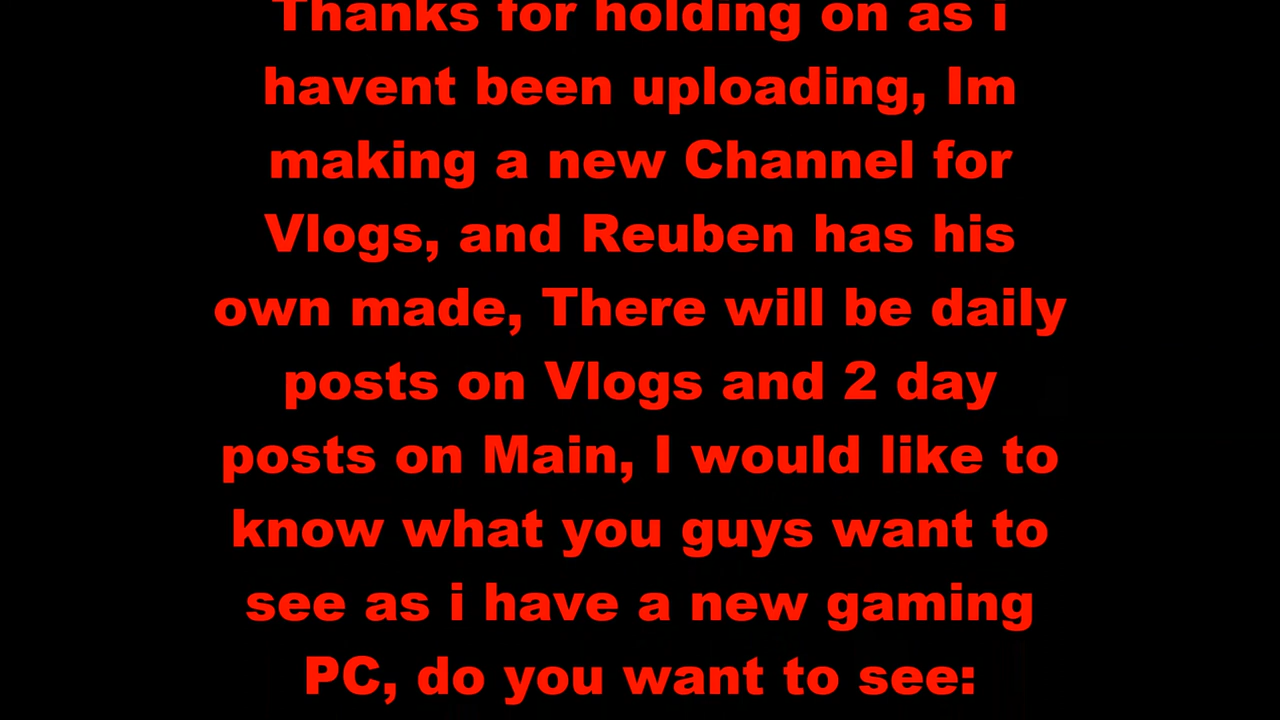 Thanks for holding on as i
havent been uploading, Im
making a new Channel for
Vlogs, and Reuben has his
own made, There will be daily
posts on Vlogs and 2 day
posts on Main, I would like to
know what you guys want to
see as i have a new gaming
PC, do you want to see: